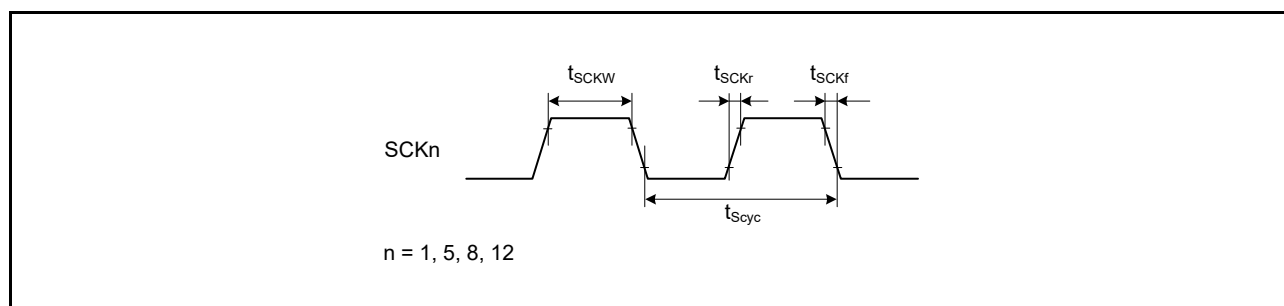 tSCKW tSCKr tSCKf
SCKn
tScyc
n = 1, 5, 8, 12